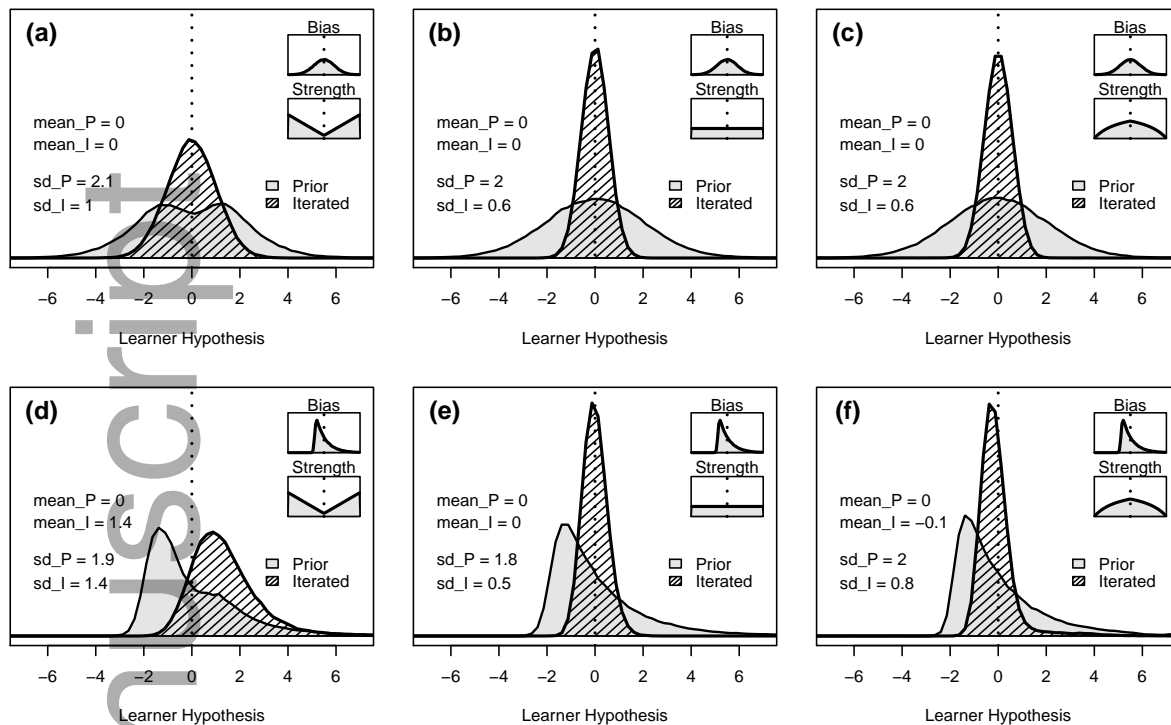 (a)
Bias
Strength
mean_P = 0
mean_I = 0
sd_P = 2.1
sd_I = 1
Prior
Iterated
−6 −4 −2 0 2 4 6
Learner Hypothesis
(b)
Bias
Strength
mean_P = 0
mean_I = 0
sd_P = 2
sd_I = 0.6
Prior
Iterated
−6 −4 −2 0 2 4 6
Learner Hypothesis
(c)
Bias
Strength
mean_P = 0
mean_I = 0
sd_P = 2
sd_I = 0.6
Prior
Iterated
−6 −4 −2 0 2 4 6
Learner Hypothesis
(d)
Bias
Strength
mean_P = 0
mean_I = 1.4
sd_P = 1.9
sd_I = 1.4
Prior
Iterated
−6 −4 −2 0 2 4 6
Learner Hypothesis
(e)
Bias
Strength
mean_P = 0
mean_I = 0
sd_P = 1.8
sd_I = 0.5
Prior
Iterated
−6 −4 −2 0 2 4 6
Learner Hypothesis
(f)
Bias
Strength
mean_P = 0
mean_I = −0.1
sd_P = 2
sd_I = 0.8
Prior
Iterated
−6 −4 −2 0 2 4 6
Learner Hypothesis
nuscript